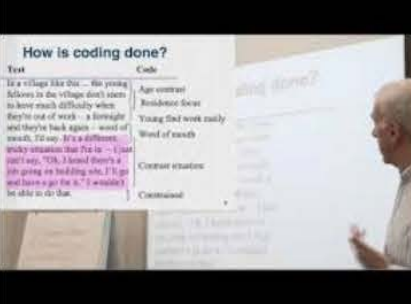 How is coding done?
Text Code
In a village like this ... the young
fellows in the village don't seem
to have much difficulty when
they're out of work – a fortnight
and they're back again – word of
mouth, I'd say. It's a different,
tricky situation that I'm in – I just
can't say, "Oh, I heard there's a
job going on building site, I'll go
and have a go for it." I wouldn't
be able to do that.
Age contrast
Residence focus
Young find work easily
Word of mouth
Contrast situation
Constrained
ding done?